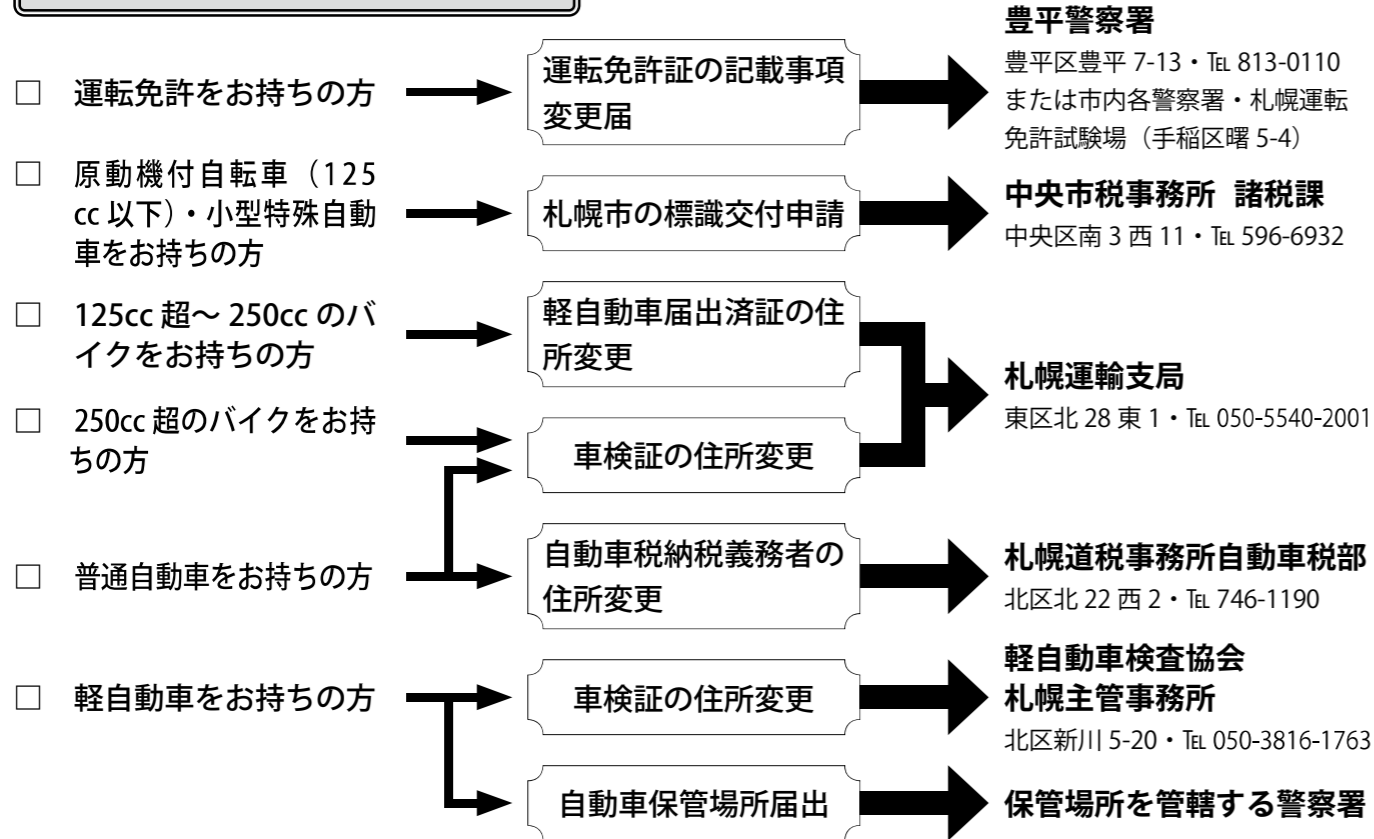 □ 運転免許をお持ちの方
運転免許証の記載事項
変更届
豊平警察署
豊平区豊平 7-13・℡ 813-0110
または市内各警察署・札幌運転
免許試験場（手稲区曙 5-4）
□ 原動機付自転車（125
cc 以下）・小型特殊自動
車をお持ちの方
札幌市の標識交付申請
中央市税事務所 諸税課
中央区南 3 西 11・℡ 596-6932
□ 125cc 超～ 250cc のバ
イクをお持ちの方
軽自動車届出済証の住
所変更
□ 250cc 超のバイクをお持
ちの方
車検証の住所変更
札幌運輸支局
東区北 28 東 1・℡ 050-5540-2001
□ 普通自動車をお持ちの方
自動車税納税義務者の
住所変更
札幌道税事務所自動車税部
北区北 22 西 2・℡ 746-1190
□ 軽自動車をお持ちの方
車検証の住所変更
軽自動車検査協会
札幌主管事務所
北区新川 5-20・℡ 050-3816-1763
自動車保管場所届出
保管場所を管轄する警察署